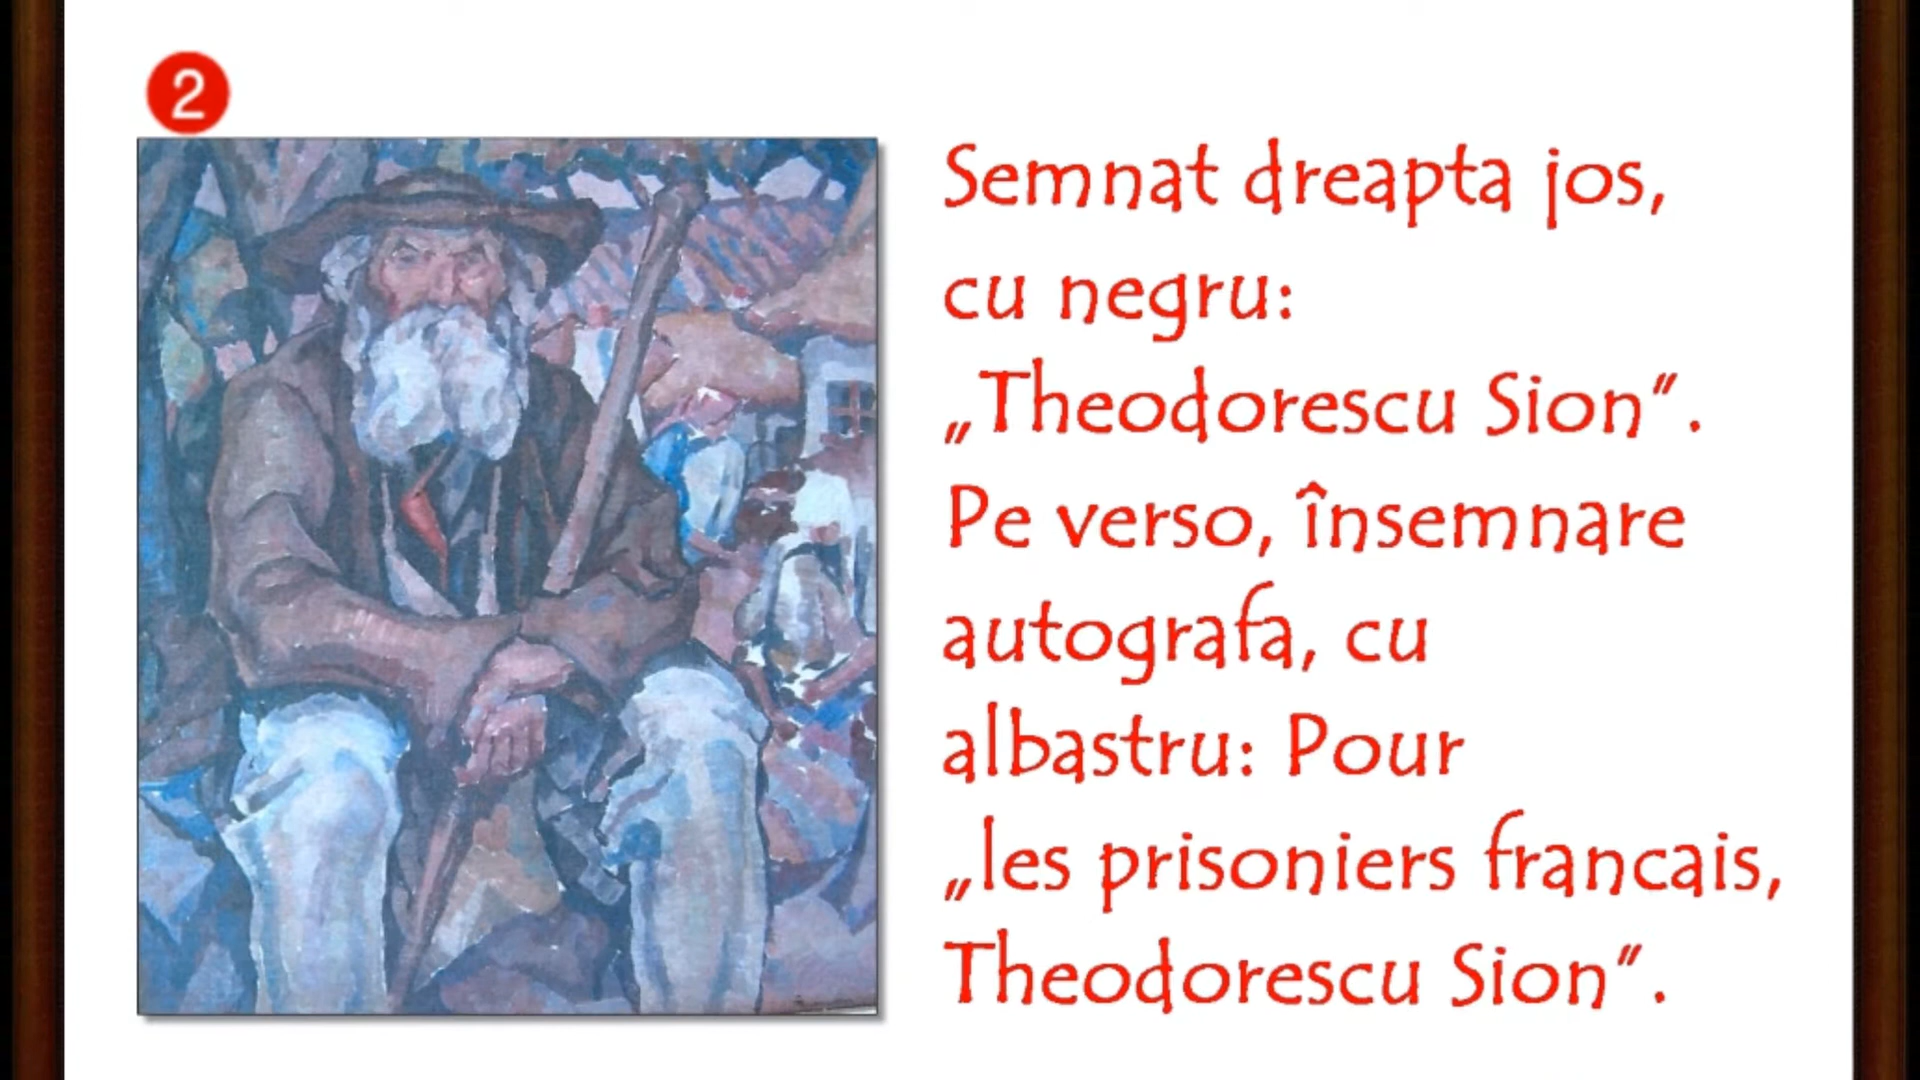 2
Semnat dreapta jos,
cu negru:
„Theodorescu Sion”.
Pe verso, însemnare
autografa, cu
albastru: Pour
„les prisoniers francais,
Theodorescu Sion”.